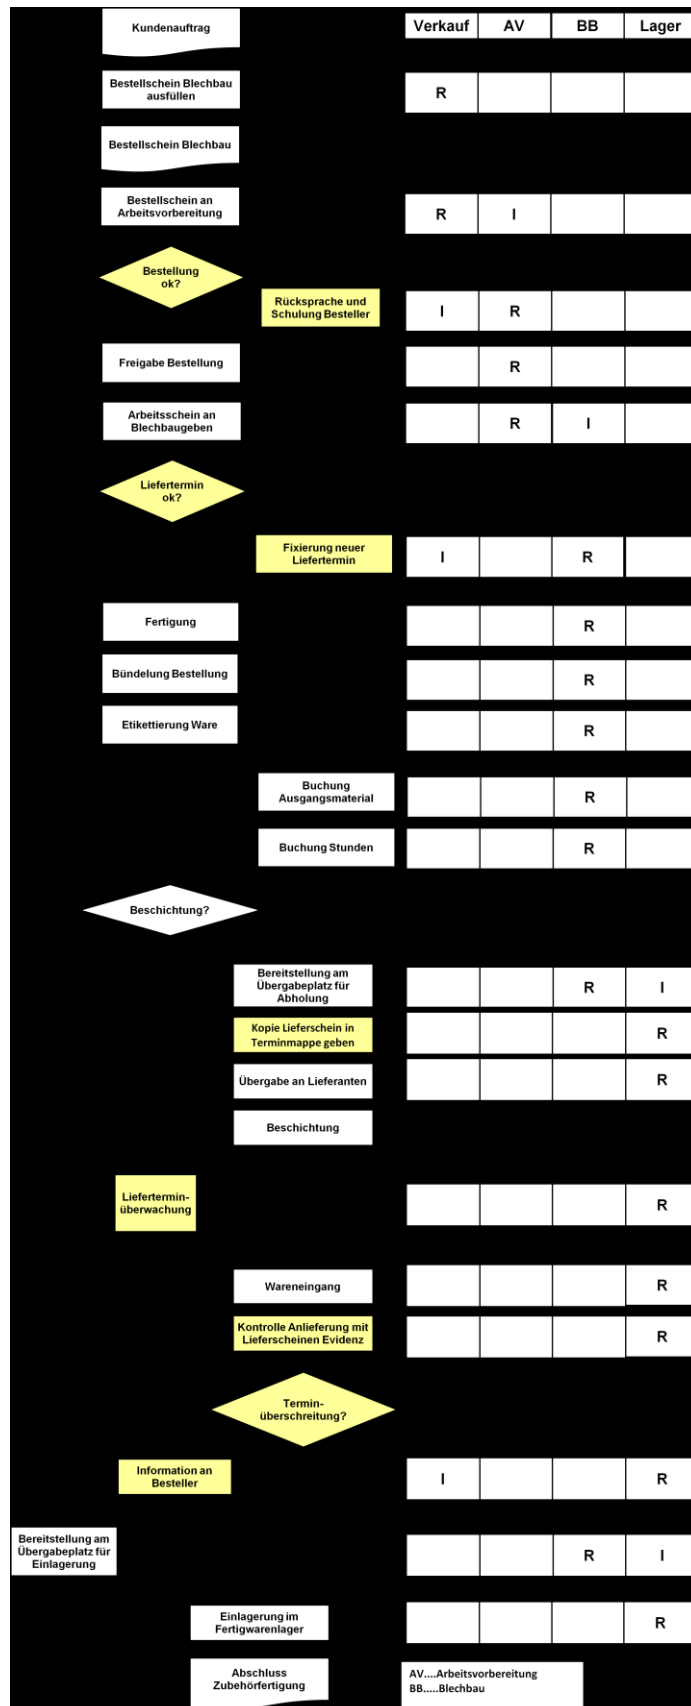 Kundenauftrag
Verkauf AV BB Lager
Bestellschein Blechbau
ausfüllen
R
Bestellschein Blechbau
Bestellschein an
Arbeitsvorbereitung
R I
Bestellung
ok?
Rücksprache und
Schulung Besteller
I R
Freigabe Bestellung
R
Arbeitsschein an
Blechbaugeben
R I
Liefertermin
ok?
Fixierung neuer
Liefertermin
I R
Fertigung
R
Bündelung Bestellung
R
Etikettierung Ware
R
Buchung
Ausgangsmaterial
R
Buchung Stunden
R
Beschichtung?
Bereitstellung am
Übergabeplatz für
Abholung
R I
Kopie Lieferschein in
Terminmappe geben
R
Übergabe an Lieferanten
R
Beschichtung
Liefertermin-
überwachung
R
Wareneingang
R
Kontrolle Anlieferung mit
Lieferscheinen Evidenz
R
Termin-
überschreitung?
Information an
Besteller
I R
Bereitstellung am
Übergabeplatz für
Einlagerung
R I
Einlagerung im
Fertigwarenlager
R
Abschluss
Zubehörfertigung
AV....Arbeitsvorbereitung
BB.....Blechbau